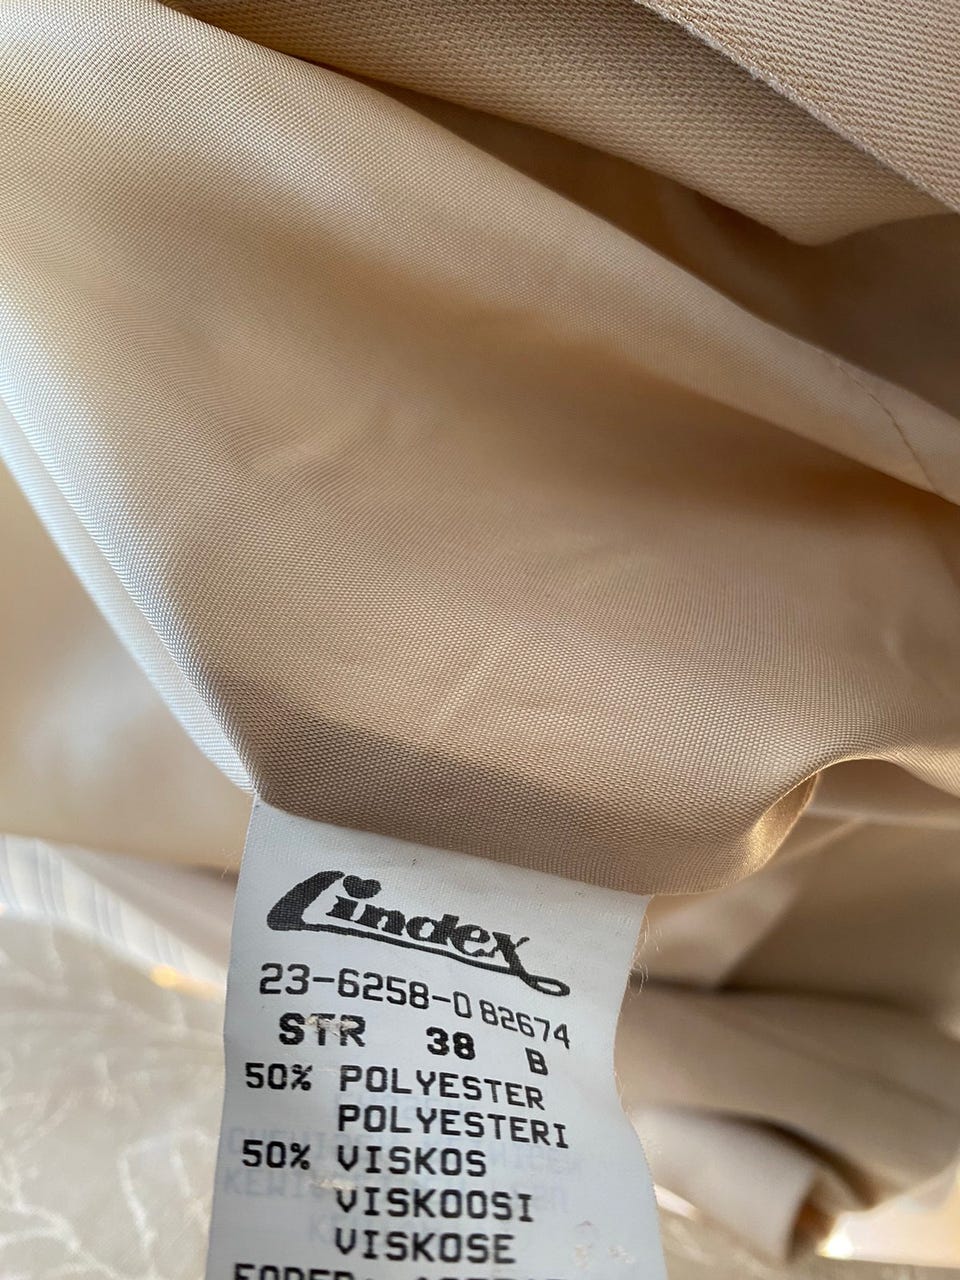 Lindex
23-6258-0 82674
STR 38 B
50% POLYESTER
POLYESTERI
50% VISKOS
VISKOOSI
VISKOSE